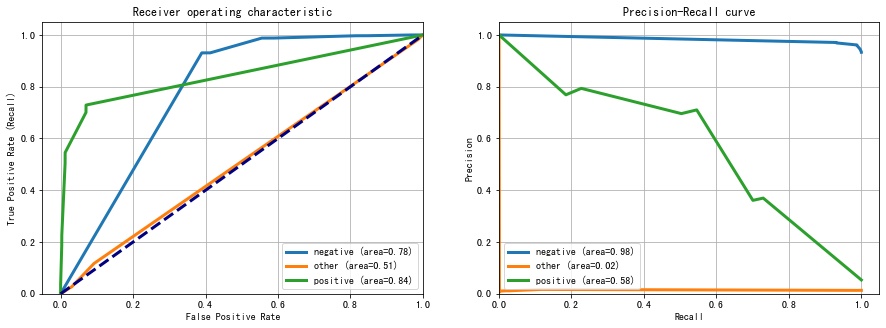 Receiver operating characteristic
True Positive Rate (Recall)
1.0
0.8
0.6
0.4
0.2
0.0
negative (area=0.78)
other (area=0.51)
positive (area=0.84)
0.0 0.2 0.4 0.6 0.8 1.0
False Positive Rate
Precision-Recall curve
Precision
1.0
0.8
0.6
0.4
0.2
0.0
negative (area=0.98)
other (area=0.02)
positive (area=0.58)
0.0 0.2 0.4 0.6 0.8 1.0
Recall